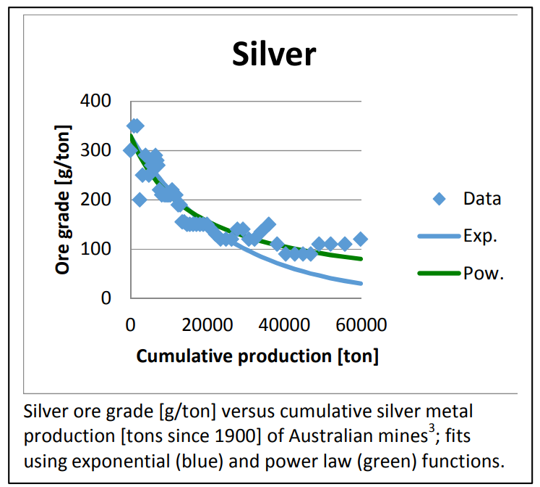 Silver
Ore grade [g/ton]
400
300
200
100
0
0 20000 40000 60000
Cumulative production [ton]
Data
Exp.
Pow.
Silver ore grade [g/ton] versus cumulative silver metal
production [tons since 1900] of Australian mines³; fits
using exponential (blue) and power law (green) functions.